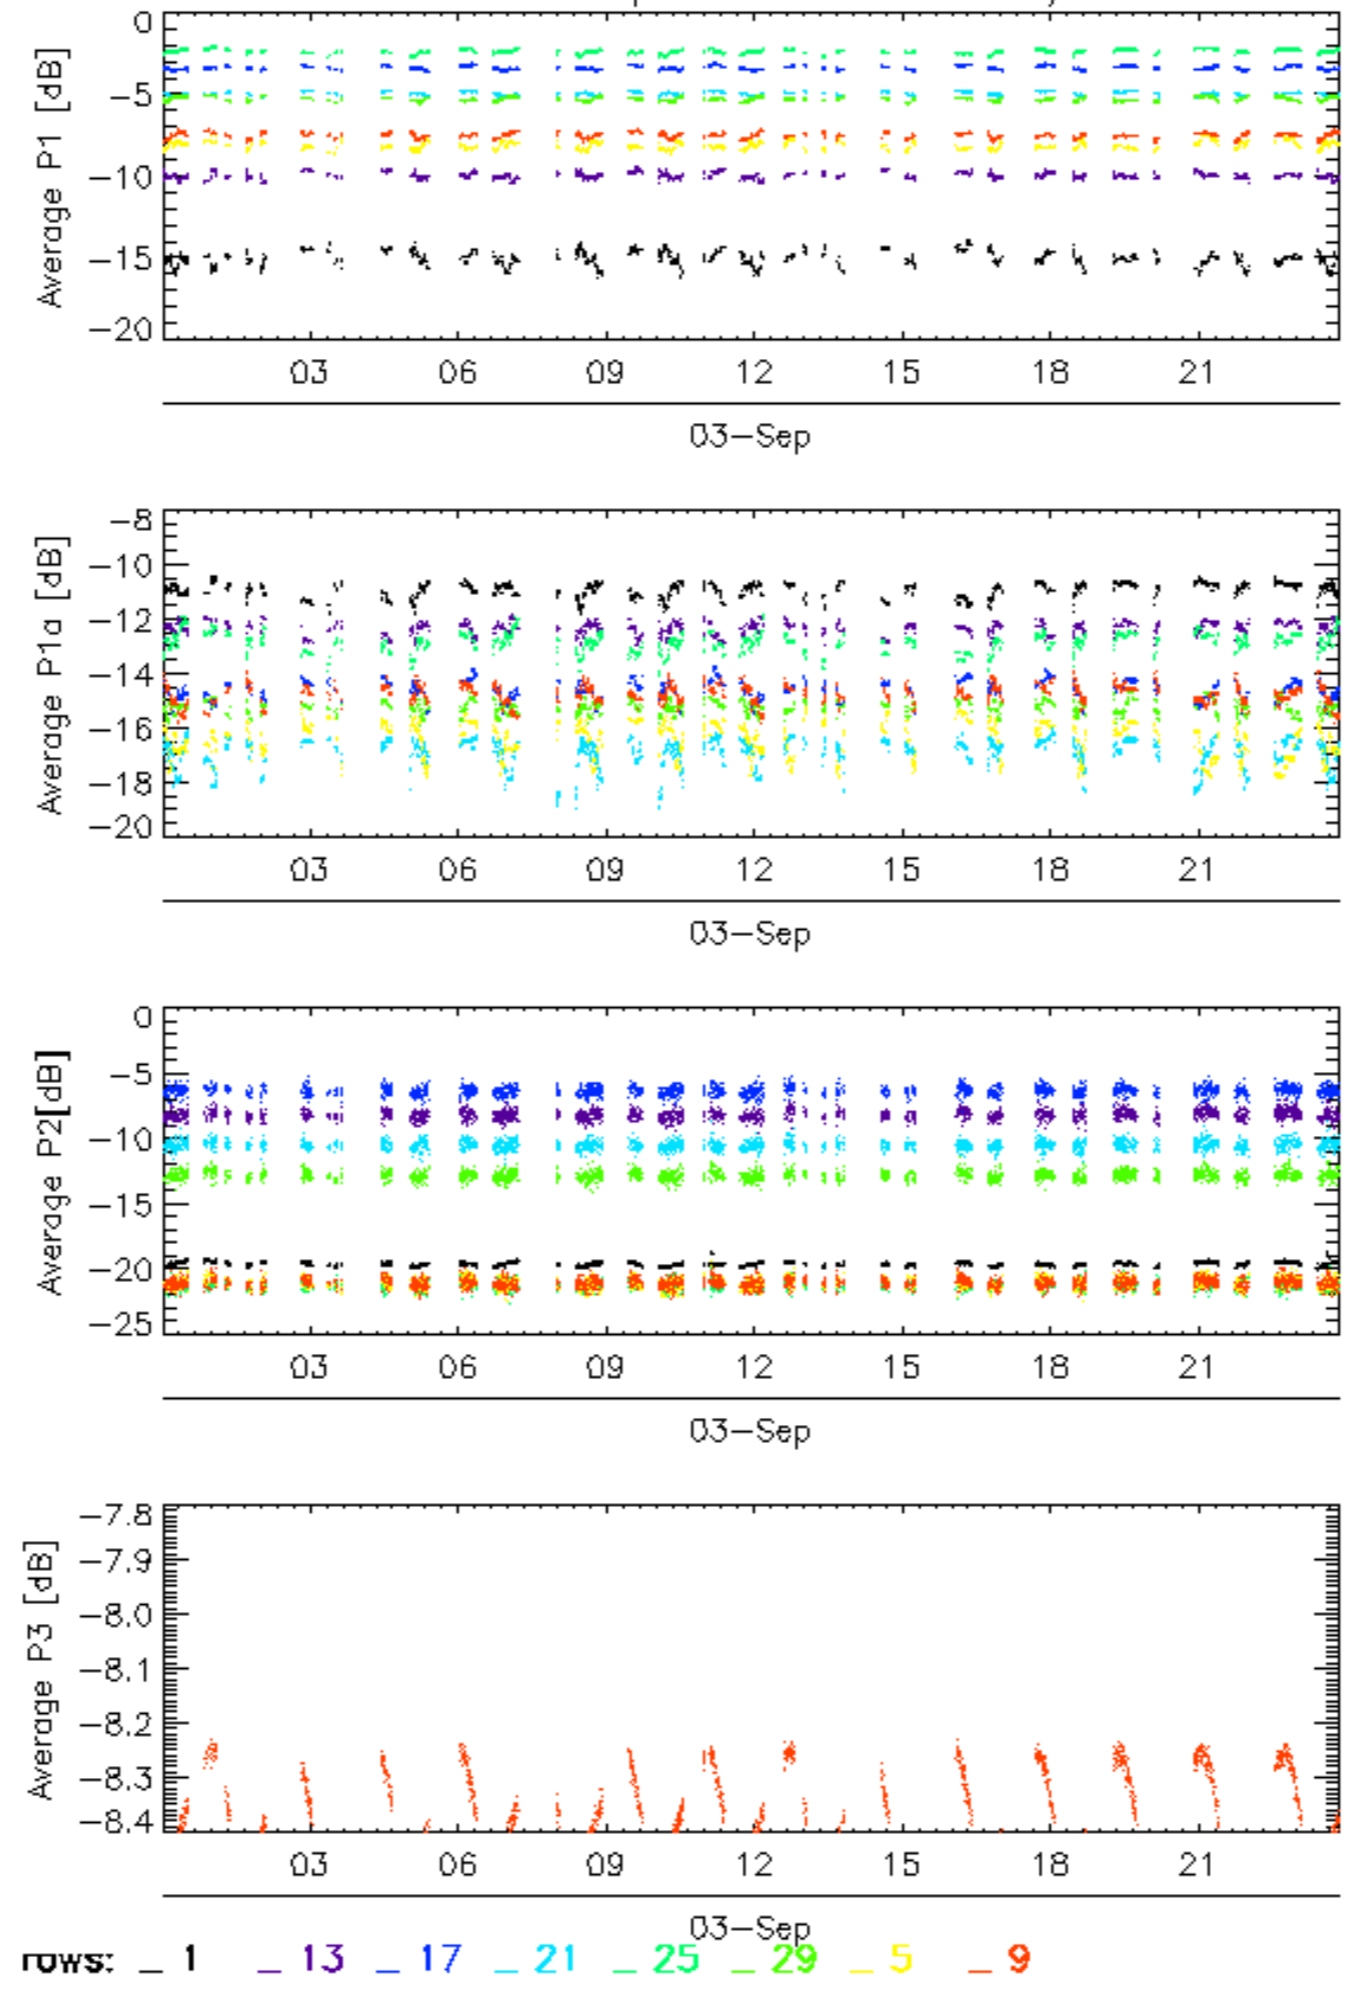 0
−5
−10
−15
−20
Average P1 [dB]
03 06 09 12 15 18 21
03−Sep
−8
−10
−12
−14
−16
−18
−20
Average P1a [dB]
03 06 09 12 15 18 21
03−Sep
0
−5
−10
−15
−20
−25
Average P2[dB]
03 06 09 12 15 18 21
03−Sep
−7.8
−7.9
−8.0
−8.1
−8.2
−8.3
−8.4
Average P3 [dB]
03 06 09 12 15 18 21
03−Sep
rows: _ 1 _ 13 _ 17 _ 21 _ 25 _ 29 _ 5 _ 9